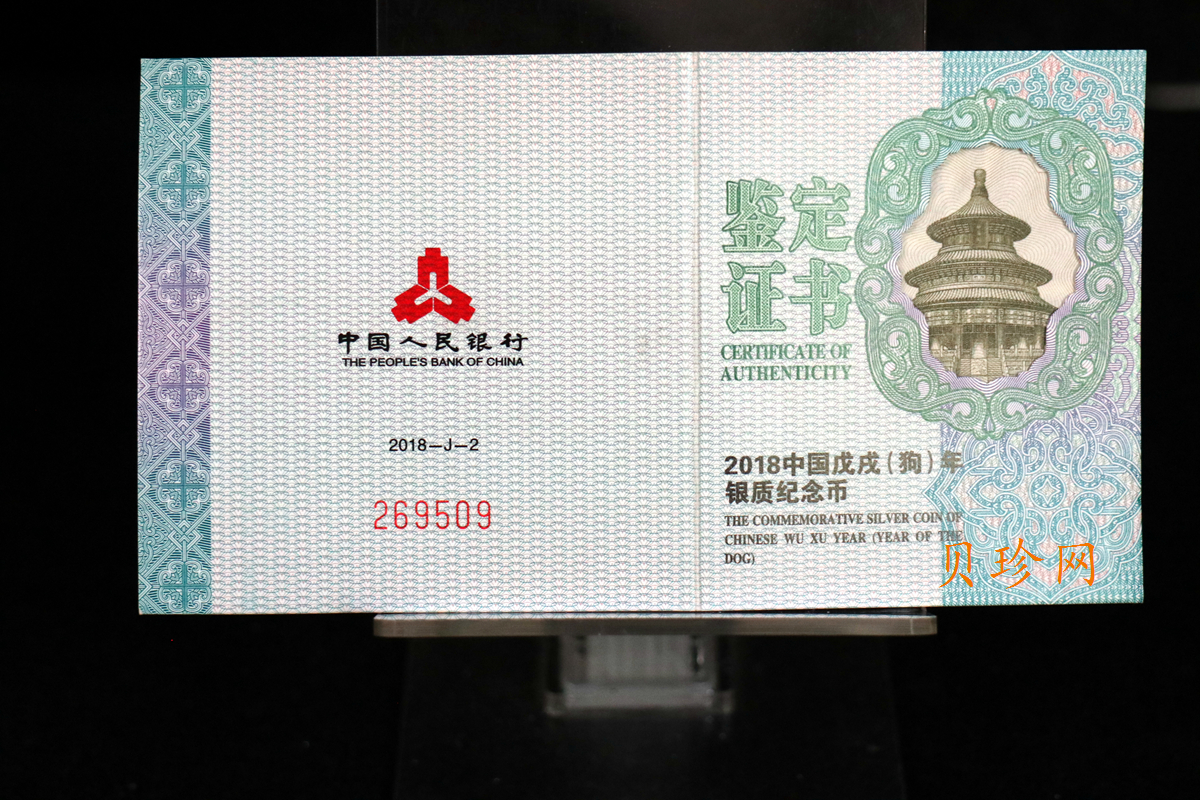 中国人民银行
THE PEOPLE'S BANK OF CHINA
2018—J—2
269509
鉴定
证书
CERTIFICATE OF
AUTHENTICITY
2018中国戊戌(狗)年
银质纪念币
THE COMMEMORATIVE SILVER COIN OF
CHINESE WU XU YEAR (YEAR OF THE
DOG)
贝珍网